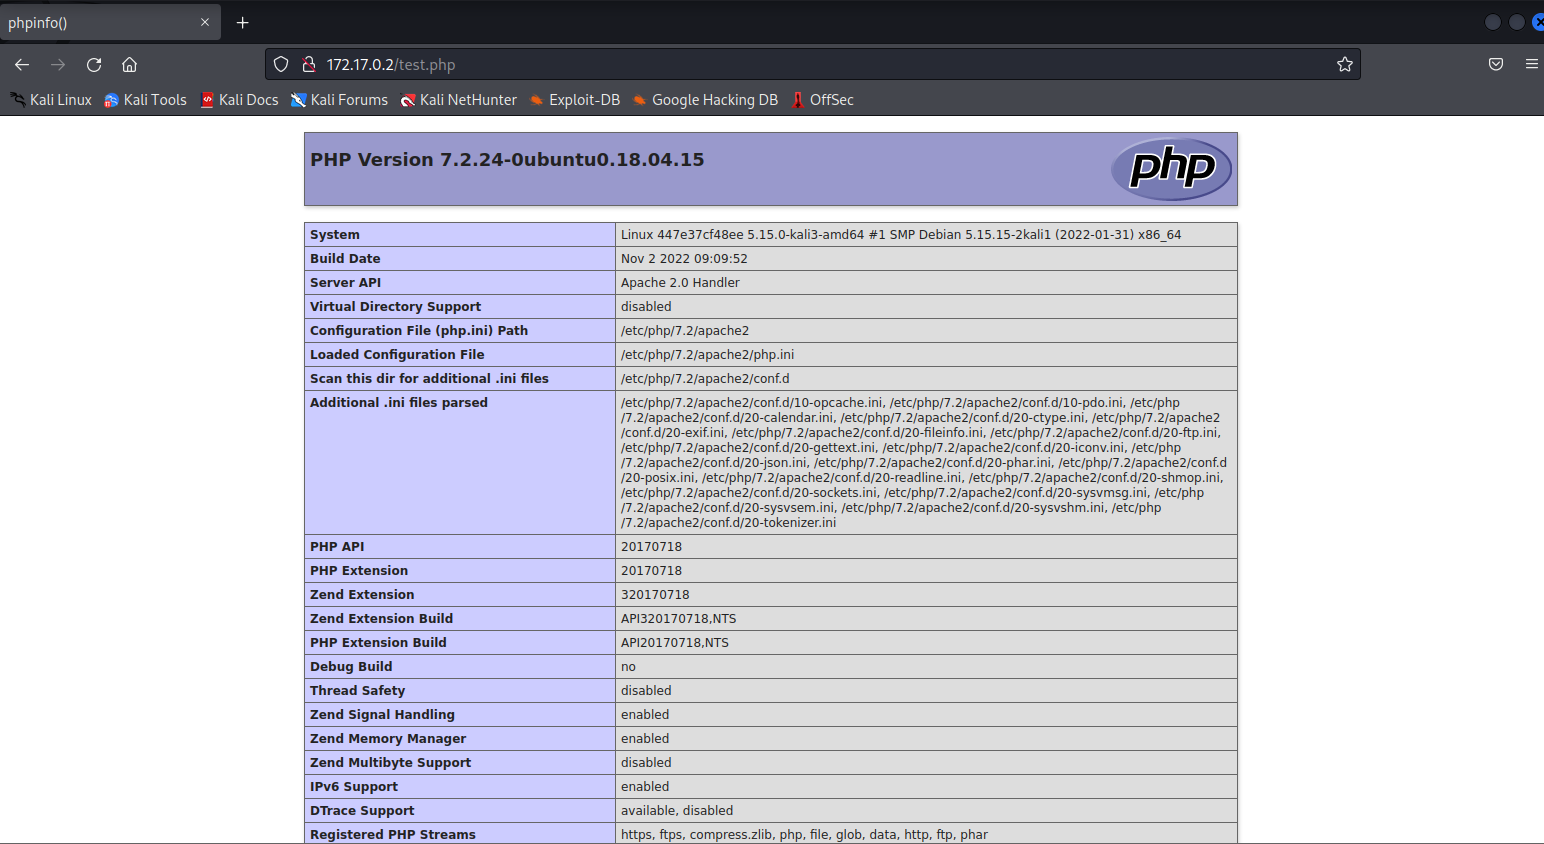 phpinfo()
172.17.0.2/test.php
Kali Linux Kali Tools Kali Docs Kali Forums Kali NetHunter Exploit-DB Google Hacking DB OffSec
PHP Version 7.2.24-0ubuntu0.18.04.15
php
System Linux 447e37cf48ee 5.15.0-kali3-amd64 #1 SMP Debian 5.15.15-2kali1 (2022-01-31) x86_64
Build Date Nov 2 2022 09:09:52
Server API Apache 2.0 Handler
Virtual Directory Support disabled
Configuration File (php.ini) Path /etc/php/7.2/apache2
Loaded Configuration File /etc/php/7.2/apache2/php.ini
Scan this dir for additional .ini files /etc/php/7.2/apache2/conf.d
Additional .ini files parsed /etc/php/7.2/apache2/conf.d/10-opcache.ini, /etc/php/7.2/apache2/conf.d/10-pdo.ini, /etc/php
/7.2/apache2/conf.d/20-calendar.ini, /etc/php/7.2/apache2/conf.d/20-ctype.ini, /etc/php/7.2/apache2
/conf.d/20-exif.ini, /etc/php/7.2/apache2/conf.d/20-fileinfo.ini, /etc/php/7.2/apache2/conf.d/20-ftp.ini,
/etc/php/7.2/apache2/conf.d/20-gettext.ini, /etc/php/7.2/apache2/conf.d/20-iconv.ini, /etc/php
/7.2/apache2/conf.d/20-json.ini, /etc/php/7.2/apache2/conf.d/20-phar.ini, /etc/php/7.2/apache2/conf.d
/20-posix.ini, /etc/php/7.2/apache2/conf.d/20-readline.ini, /etc/php/7.2/apache2/conf.d/20-shmop.ini,
/etc/php/7.2/apache2/conf.d/20-sockets.ini, /etc/php/7.2/apache2/conf.d/20-sysvmsg.ini, /etc/php
/7.2/apache2/conf.d/20-sysvsem.ini, /etc/php/7.2/apache2/conf.d/20-sysvshm.ini, /etc/php
/7.2/apache2/conf.d/20-tokenizer.ini
PHP API 20170718
PHP Extension 20170718
Zend Extension 320170718
Zend Extension Build API320170718,NTS
PHP Extension Build API20170718,NTS
Debug Build no
Thread Safety disabled
Zend Signal Handling enabled
Zend Memory Manager enabled
Zend Multibyte Support disabled
IPv6 Support enabled
DTrace Support available, disabled
Registered PHP Streams https, ftps, compress.zlib, php, file, glob, data, http, ftp, phar